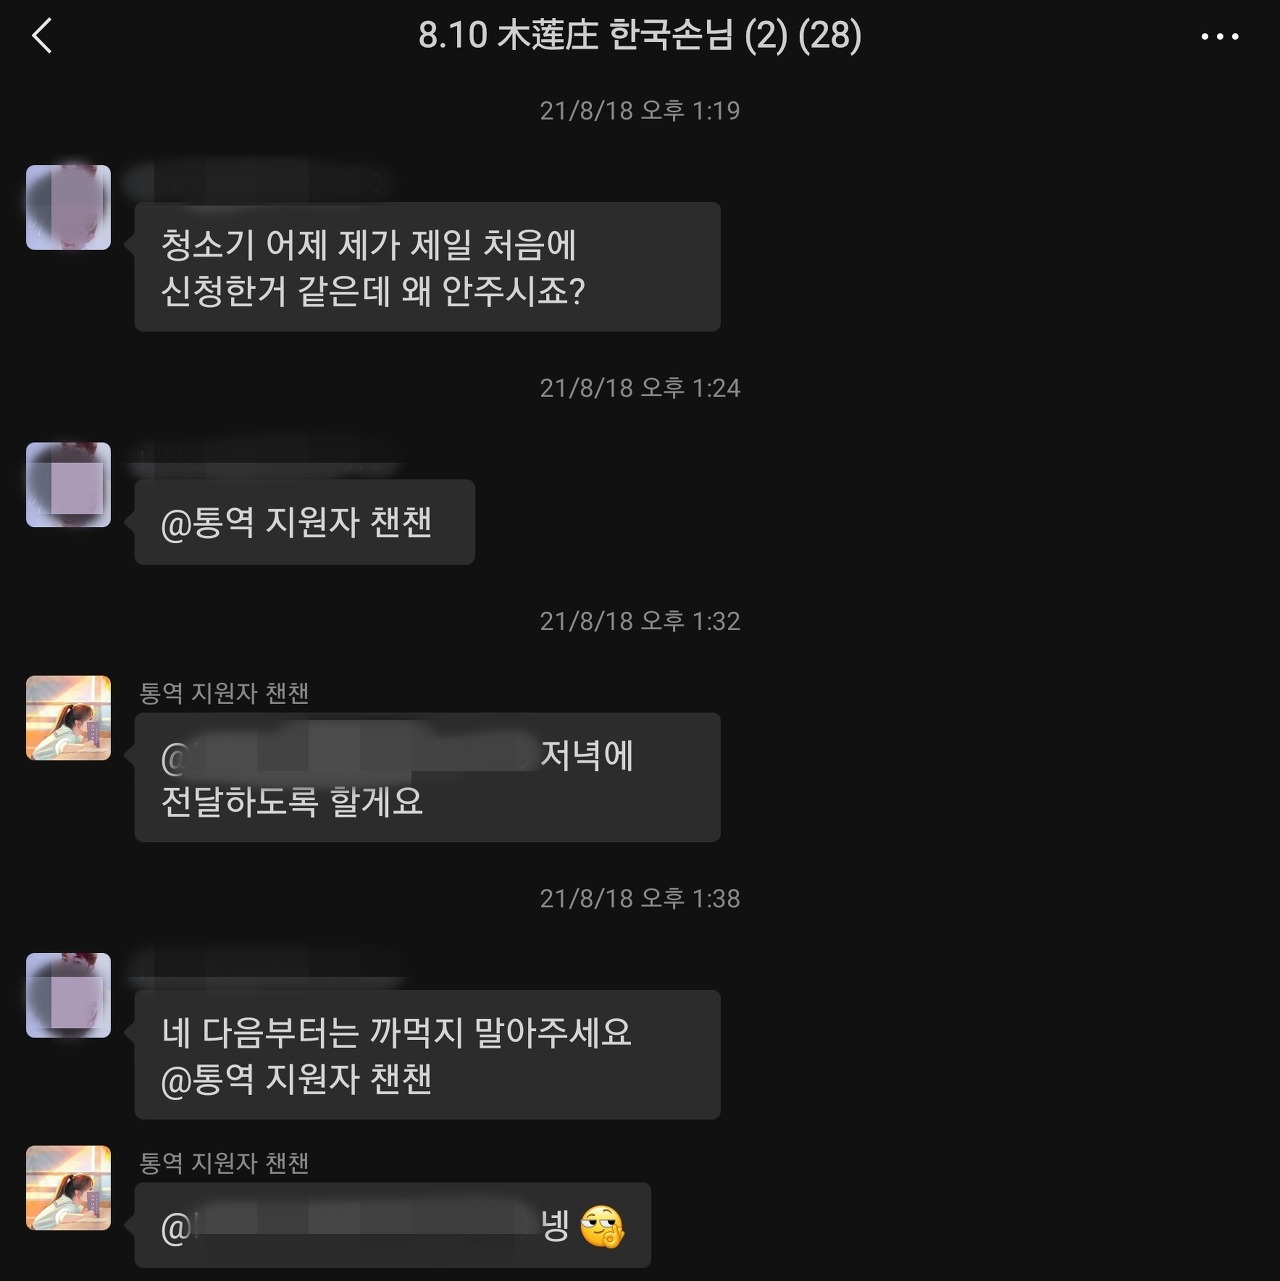 8.10 木莲庄 한국손님 (2) (28)
21/8/18 오후 1:19
청소기 어제 제가 제일 처음에
신청한거 같은데 왜 안주시죠?
21/8/18 오후 1:24
@통역 지원자 챈챈
21/8/18 오후 1:32
통역 지원자 챈챈
@ 저녁에
전달하도록 할게요
21/8/18 오후 1:38
네 다음부터는 까먹지 말아주세요
@통역 지원자 챈챈
통역 지원자 챈챈
@ 넹